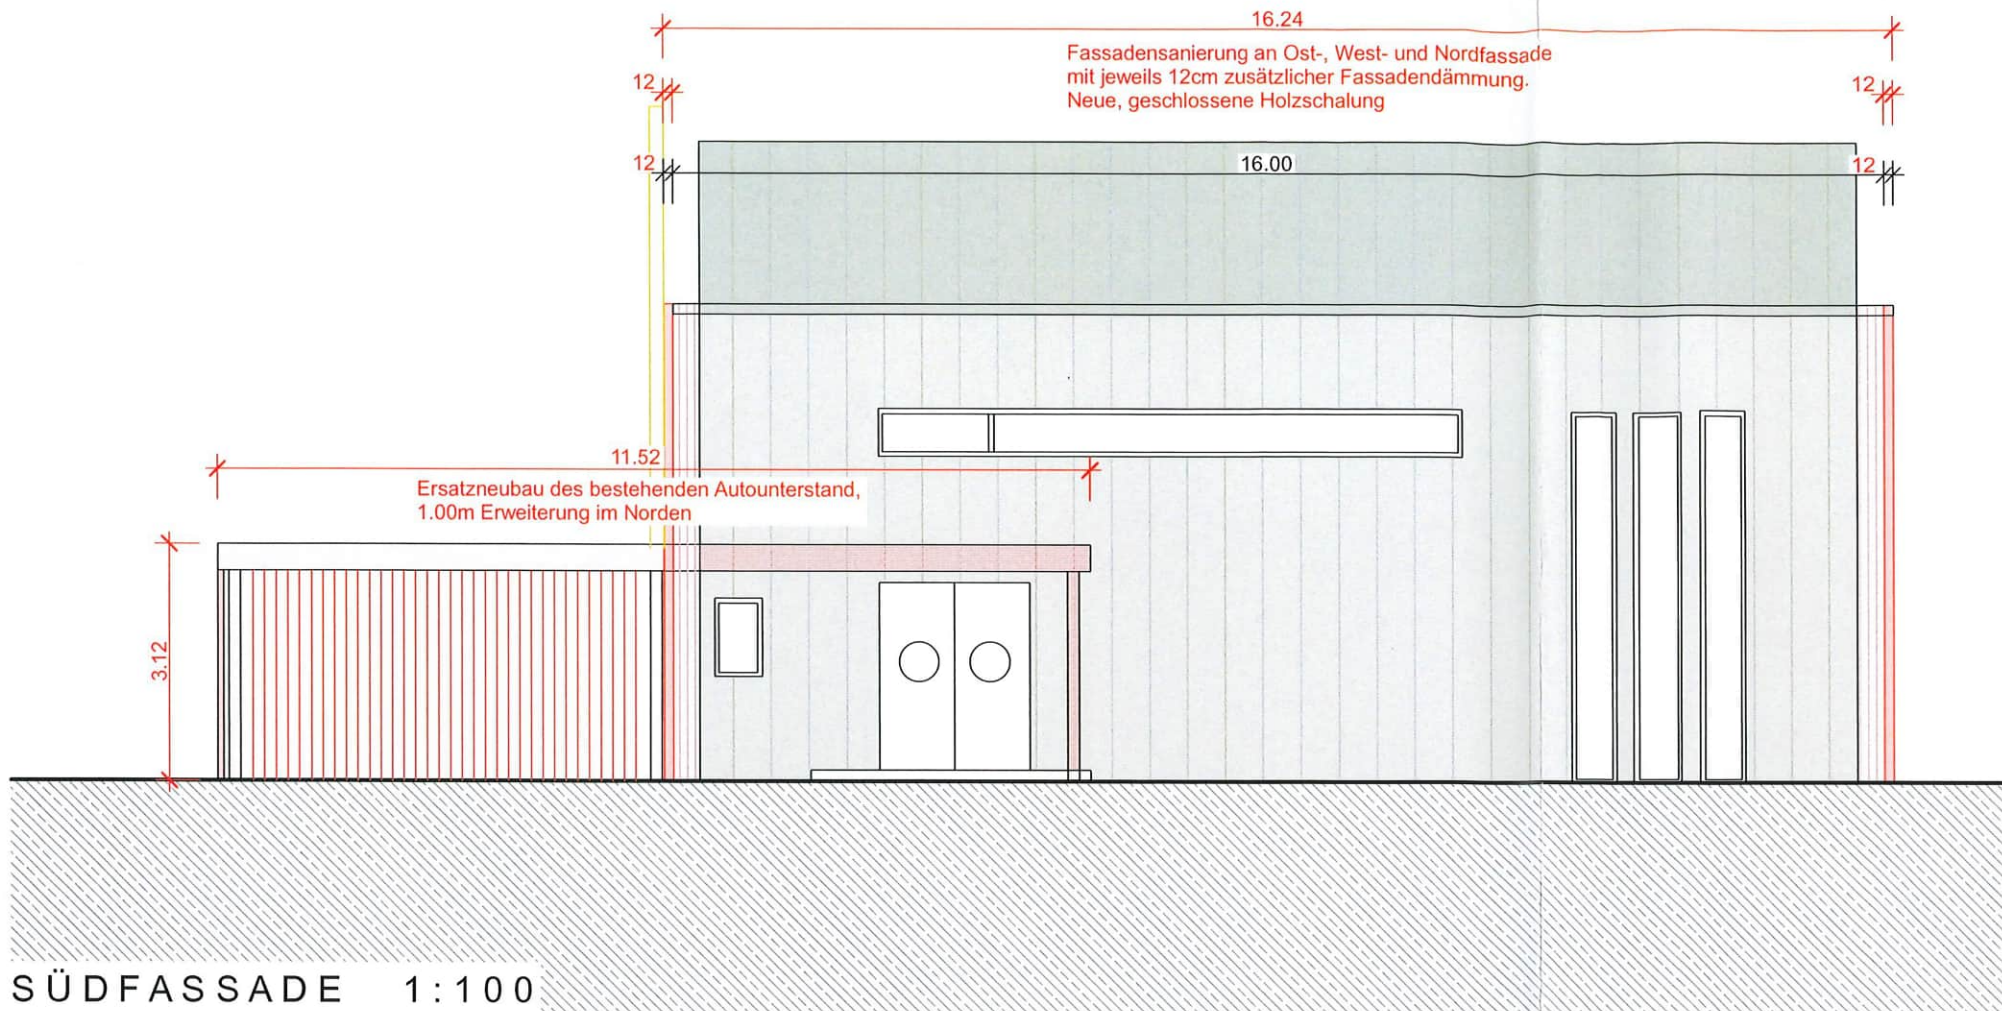 16.24
Fassadensanierung an Ost-, West- und Nordfassade
mit jeweils 12cm zusätzlicher Fassadendämmung.
Neue, geschlossene Holzschalung
12
12
12
16.00
12
11.52
Ersatzneubau des bestehenden Autounterstand,
1.00m Erweiterung im Norden
3.12
SÜDFASSADE 1:100